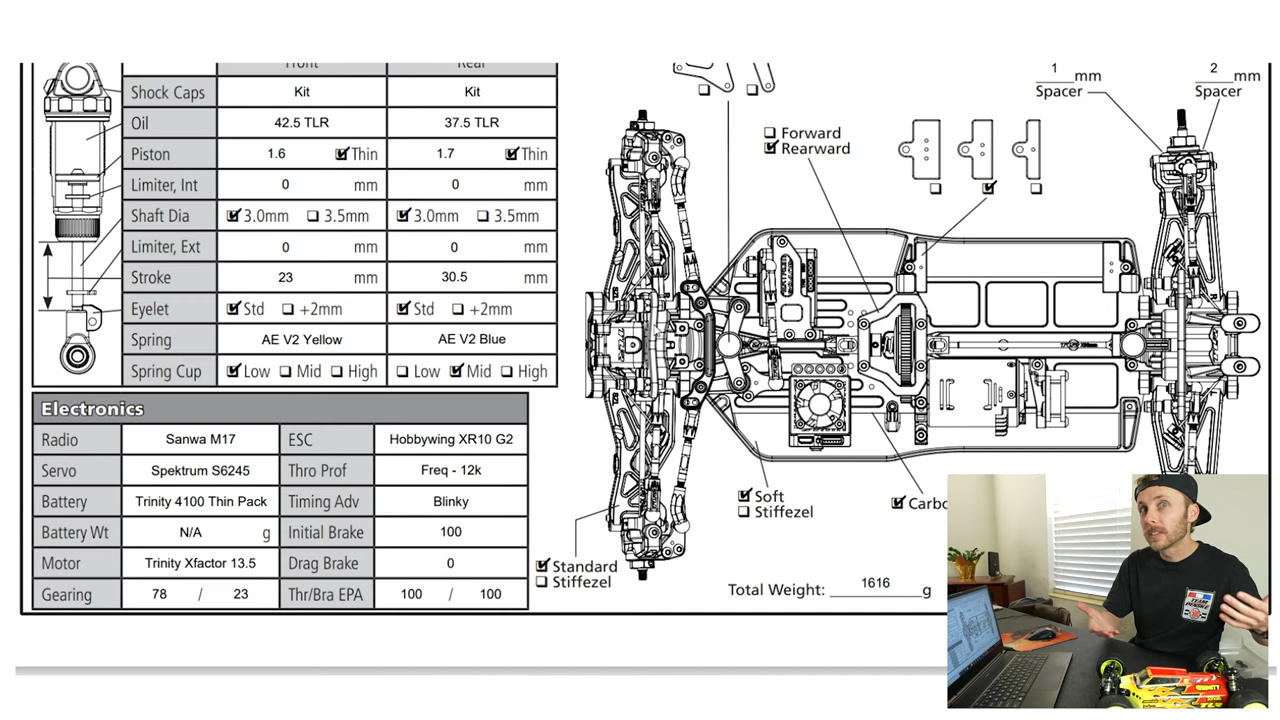 Front Rear
Shock Caps Kit Kit
Oil 42.5 TLR 37.5 TLR
Piston 1.6 Thin 1.7 Thin
Limiter, Int 0 mm 0 mm
Shaft Dia 3.0mm 3.5mm 3.0mm 3.5mm
Limiter, Ext 0 mm 0 mm
Stroke 23 mm 30.5 mm
Eyelet Std +2mm Std +2mm
Spring AE V2 Yellow AE V2 Blue
Spring Cup Low Mid High Low Mid High
Electronics
Radio Sanwa M17 ESC Hobbywing XR10 G2
Servo Spektrum S6245 Thro Prof Freq - 12k
Battery Trinity 4100 Thin Pack Timing Adv Blinky
Battery Wt N/A g Initial Brake 100
Motor Trinity Xfactor 13.5 Drag Brake 0
Gearing 78 / 23 Thr/Bra EPA 100 / 100
1 mm
Spacer
2 mm
Spacer
Forward
Rearward
Soft
Stiffezel
Carbo
Standard
Stiffezel
Total Weight: 1616 g
TEAM
PENSKE
TRINITY